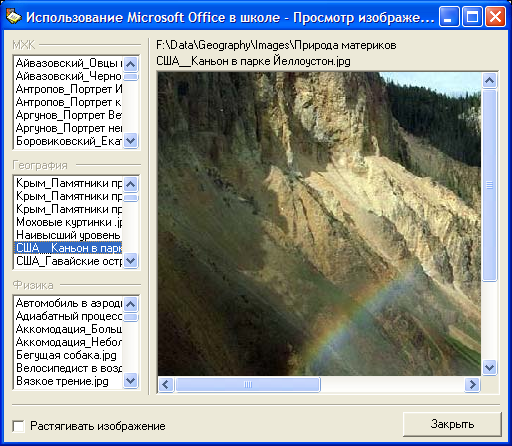 Использование Microsoft Office в школе - Просмотр изображе...
F:\Data\Geography\Images\Природа материков
США__Каньон в парке Йеллоустон.jpg
МХК
Айвазовский_Овцы
Айвазовский_Черно
Антропов_Портрет И
Антропов_Портрет к
Аргунов_Портрет Ве
Аргунов_Портрет не
Боровиковский_Екат
География
Крым_Памятники пр
Крым_Памятники пр
Крым_Памятники пр
Моховые куртинки .jp
Наивысший уровень
США__Каньон в парк
США_Гавайские остр
Физика
Автомобиль в аэрод
Адиабатный процесс
Аккомодация_Больш
Аккомодация_Небол
Бегущая собака.jpg
Велосипедист в возд
Вязкое трение.jpg
Растягивать изображение
Закрыть